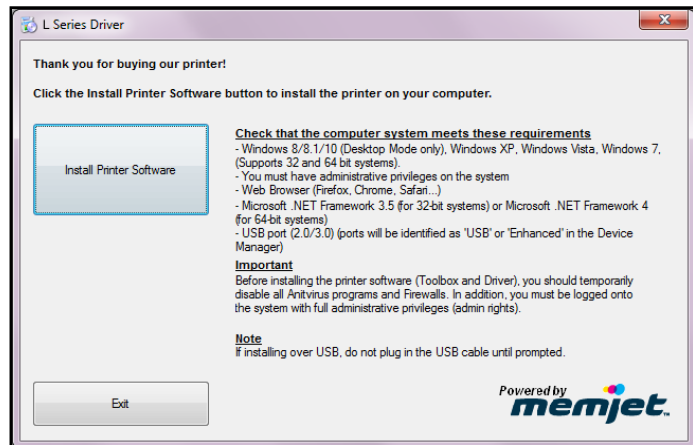 L Series Driver
Thank you for buying our printer!
Click the Install Printer Software button to install the printer on your computer.
Install Printer Software
Check that the computer system meets these requirements
- Windows 8/8.1/10 (Desktop Mode only), Windows XP, Windows Vista, Windows 7,
(Supports 32 and 64 bit systems).
- You must have administrative privileges on the system
- Web Browser (Firefox, Chrome, Safari...)
- Microsoft .NET Framework 3.5 (for 32-bit systems) or Microsoft .NET Framework 4
(for 64-bit systems)
- USB port (2.0/3.0) (ports will be identified as 'USB' or 'Enhanced' in the Device
Manager)
Important
Before installing the printer software (Toolbox and Driver), you should temporarily
disable all Anitvirus programs and Firewalls. In addition, you must be logged onto
the system with full administrative privileges (admin rights).
Note
If installing over USB, do not plug in the USB cable until prompted.
Exit
Powered by
memjet